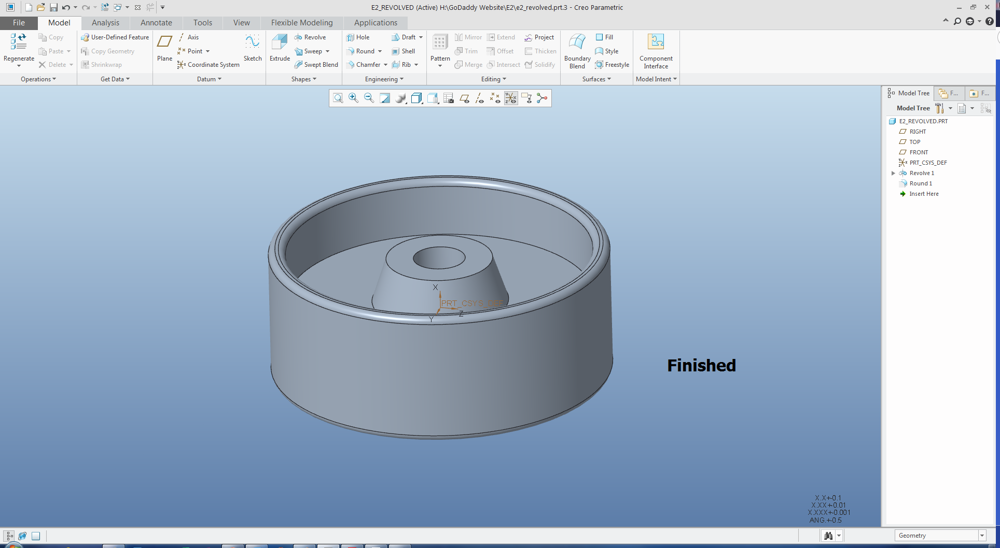 E2_REVOLVED (Active) H:\GoDaddy Website\E2\e2_revolved.prt.3 - Creo Parametric
File Model Analysis Annotate Tools View Flexible Modeling Applications
Regenerate
Copy
Paste
Delete
Operations
User-Defined Feature
Copy Geometry
Shrinkwrap
Get Data
Plane
Axis
Point
Coordinate System
Sketch
Datum
Extrude
Revolve
Sweep
Swept Blend
Shapes
Hole
Round
Chamfer
Draft
Shell
Rib
Engineering
Pattern
Mirror
Trim
Merge
Extend
Offset
Intersect
Project
Thicken
Solidify
Editing
Boundary
Blend
Fill
Style
Freestyle
Surfaces
Component
Interface
Model Intent
Model Tree F... F...
Model Tree
E2_REVOLVED.PRT
RIGHT
TOP
FRONT
PRT_CSYS_DEF
Revolve 1
Round 1
Insert Here
X
PRT_CSYS_DEF
Z
Y
Finished
X.X+-0.1
X.XX+-0.01
X.XXX+-0.001
ANG.+-0.5
Geometry